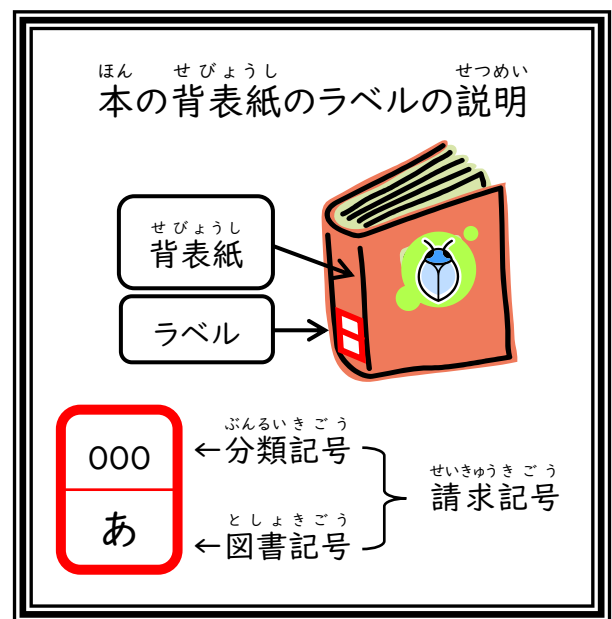 ほん せびょうし せつめい
本の背表紙のラベルの説明
せびょうし
背表紙
ラベル
000
ぶんるいきごう
←分類記号
せいきゅうきごう
請求記号
あ
としょきごう
←図書記号